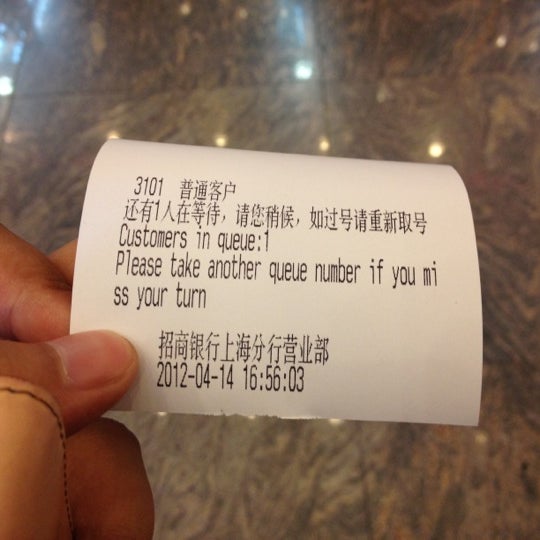 3101 普通客户
还有1人在等待，请您稍候，如过号请重新取号
Customers in queue:1
Please take another queue number if you mi
ss your turn
招商银行上海分行营业部
2012-04-14 16:56:03